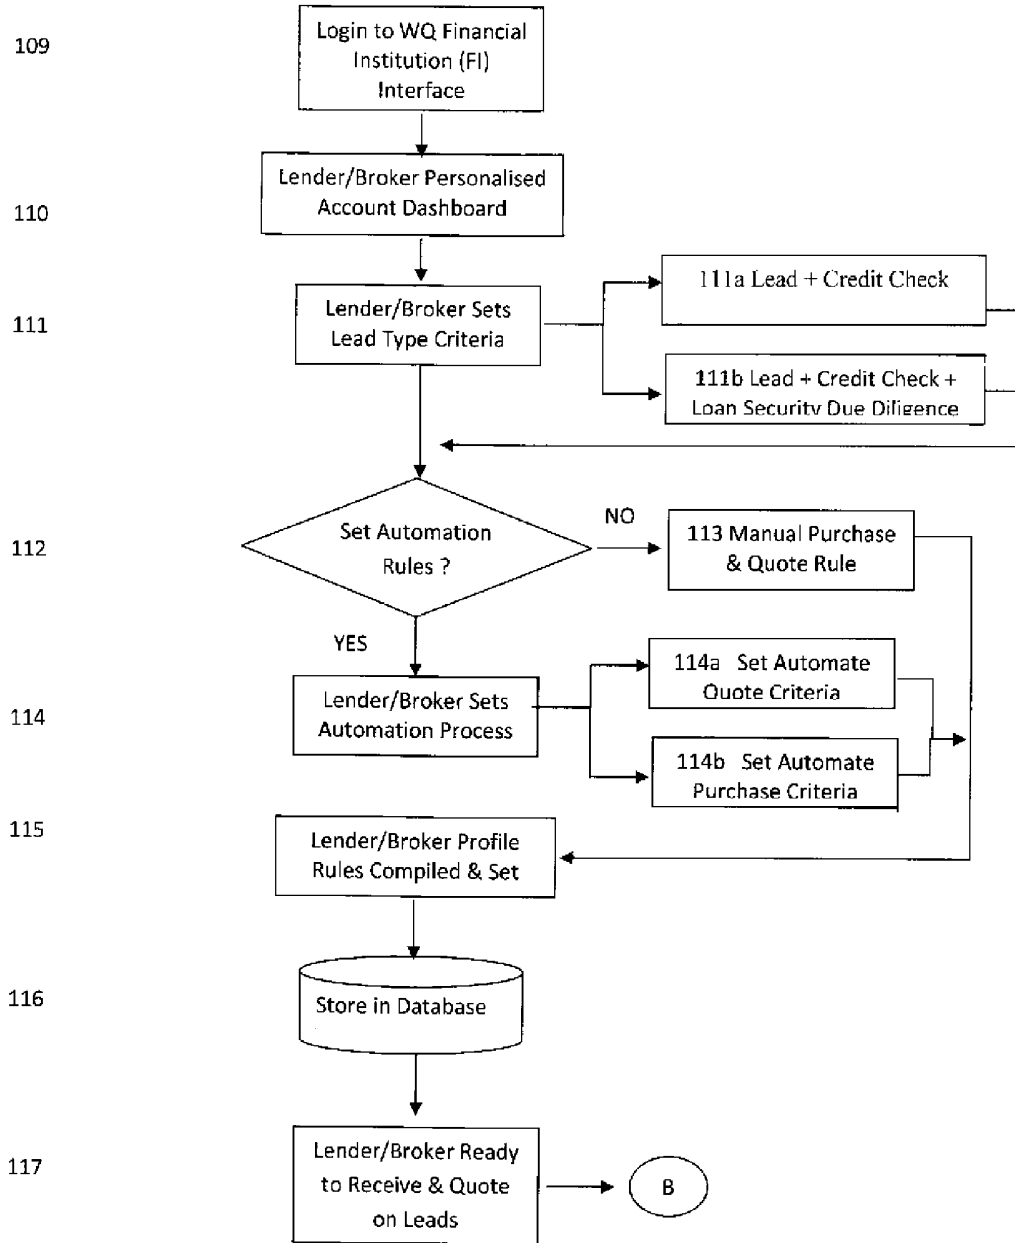 109
Login to WQ Financial
Institution (FI)
Interface
110
Lender/Broker Personalised
Account Dashboard
111
Lender/Broker Sets
Lead Type Criteria
111a Lead + Credit Check
111b Lead + Credit Check +
Loan Security Due Diligence
112
Set Automation
Rules ?
NO
113 Manual Purchase
& Quote Rule
YES
114
Lender/Broker Sets
Automation Process
114a Set Automate
Quote Criteria
114b Set Automate
Purchase Criteria
115
Lender/Broker Profile
Rules Compiled & Set
116
Store in Database
117
Lender/Broker Ready
to Receive & Quote
on Leads
B